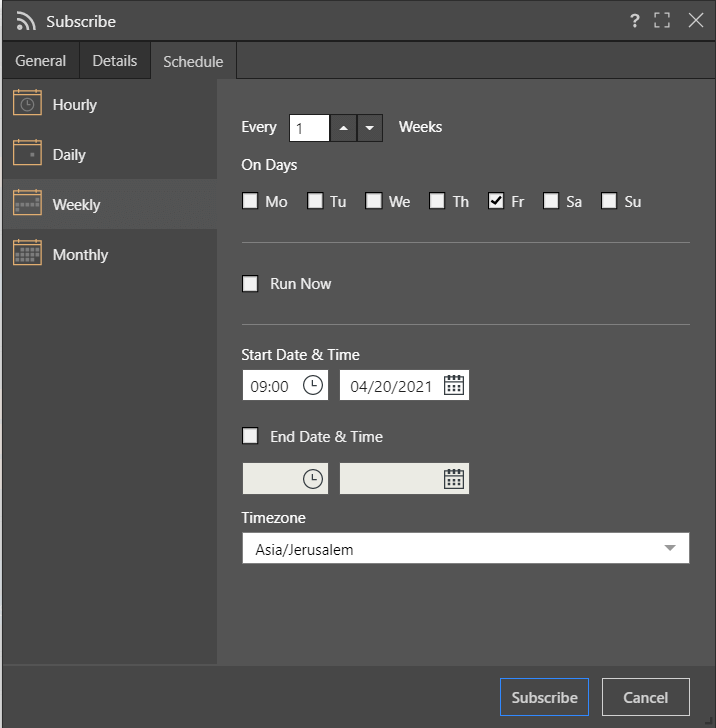 Subscribe ?
General Details Schedule
Hourly
Daily
Weekly
Monthly
Every 1 Weeks
On Days
Mo Tu We Th Fr Sa Su
Run Now
Start Date & Time
09:00 04/20/2021
End Date & Time
Timezone
Asia/Jerusalem
Subscribe Cancel